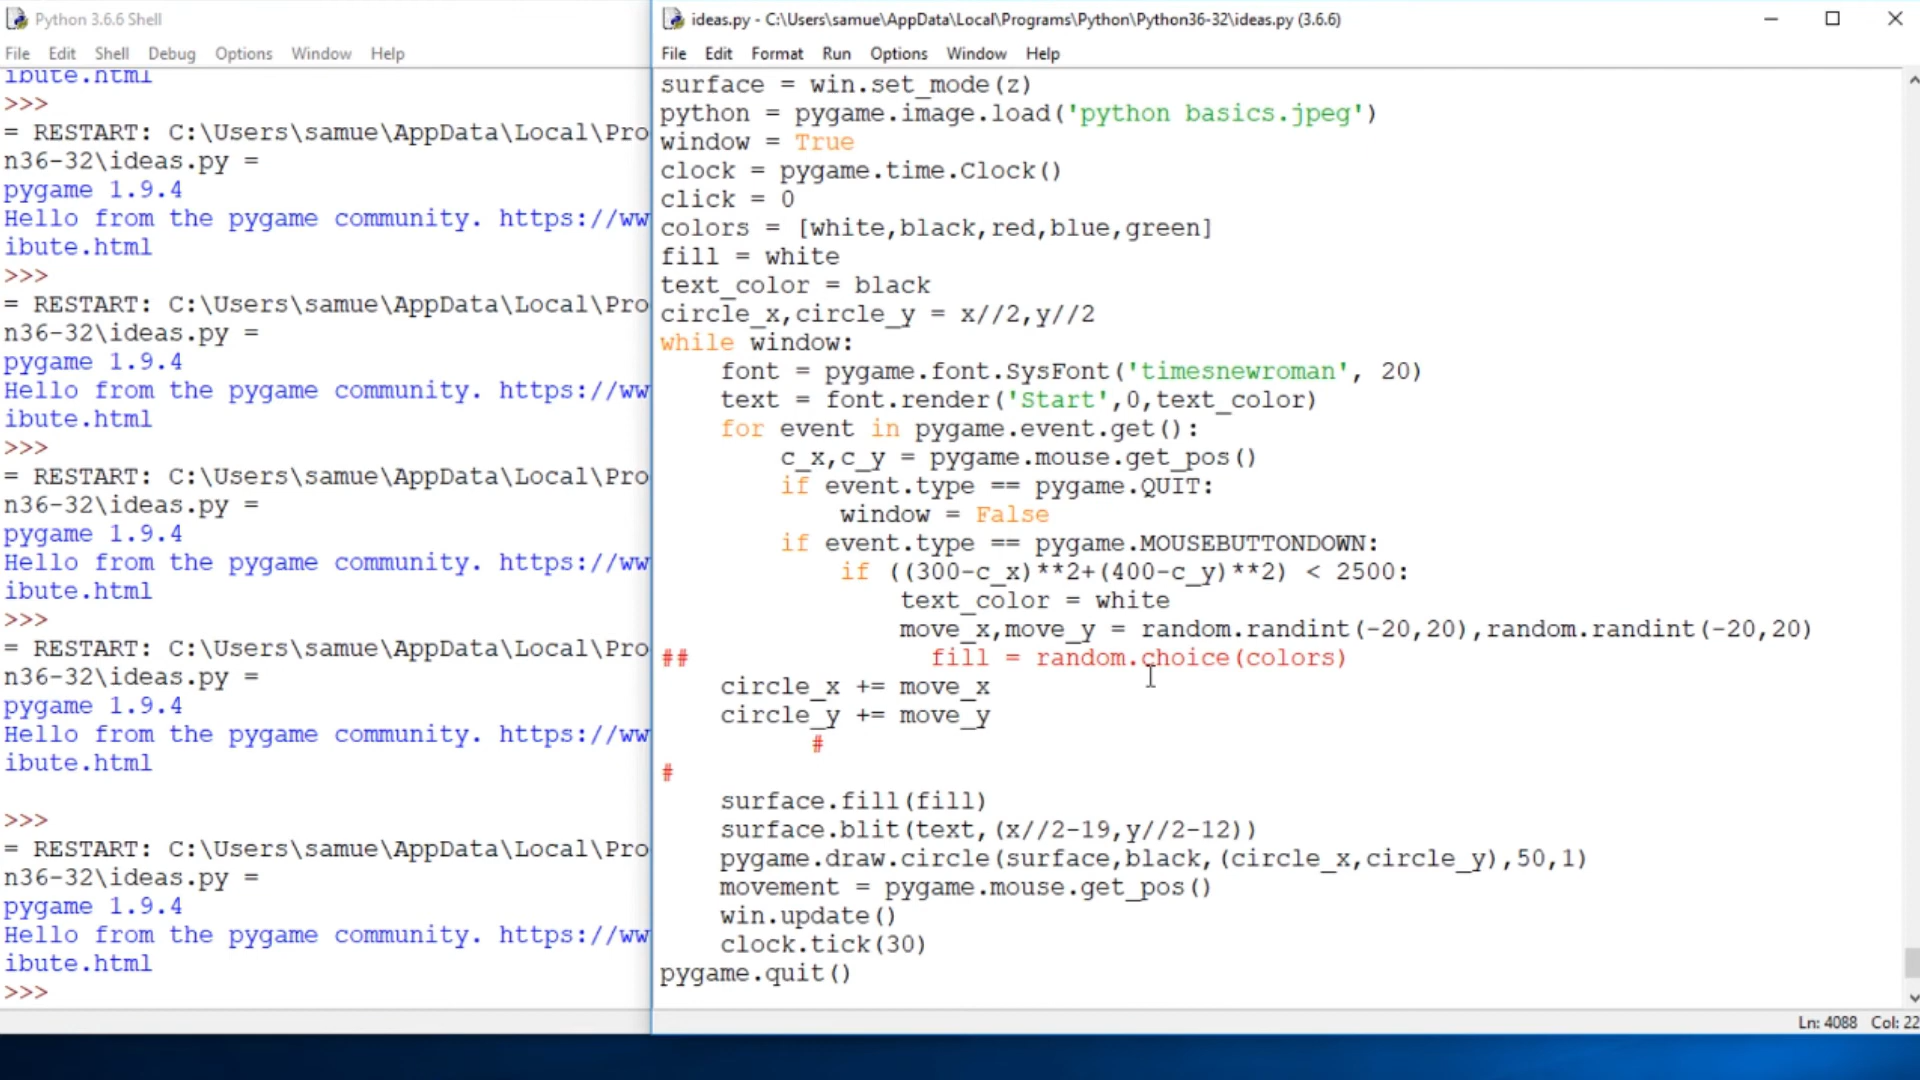 Python 3.6.6 Shell
File Edit Shell Debug Options Window Help
ibute.html
>>>
= RESTART: C:\Users\samue\AppData\Local\Pro
n36-32\ideas.py =
pygame 1.9.4
Hello from the pygame community. https://ww
ibute.html
>>>
= RESTART: C:\Users\samue\AppData\Local\Pro
n36-32\ideas.py =
pygame 1.9.4
Hello from the pygame community. https://ww
ibute.html
>>>
= RESTART: C:\Users\samue\AppData\Local\Pro
n36-32\ideas.py =
pygame 1.9.4
Hello from the pygame community. https://ww
ibute.html
>>>
= RESTART: C:\Users\samue\AppData\Local\Pro
n36-32\ideas.py =
pygame 1.9.4
Hello from the pygame community. https://ww
ibute.html
>>>
= RESTART: C:\Users\samue\AppData\Local\Pro
n36-32\ideas.py =
pygame 1.9.4
Hello from the pygame community. https://ww
ibute.html
>>>
ideas.py - C:\Users\samue\AppData\Local\Programs\Python\Python36-32\ideas.py (3.6.6)
File Edit Format Run Options Window Help
surface = win.set_mode(z)
python = pygame.image.load('python basics.jpeg')
window = True
clock = pygame.time.Clock()
click = 0
colors = [white,black,red,blue,green]
fill = white
text_color = black
circle_x,circle_y = x//2,y//2
while window:
    font = pygame.font.SysFont('timesnewroman', 20)
    text = font.render('Start',0,text_color)
    for event in pygame.event.get():
        c_x,c_y = pygame.mouse.get_pos()
        if event.type == pygame.QUIT:
            window = False
        if event.type == pygame.MOUSEBUTTONDOWN:
            if ((300-c_x)**2+(400-c_y)**2) < 2500:
                text_color = white
                move_x,move_y = random.randint(-20,20),random.randint(-20,20)
##                fill = random.choice(colors)
    circle_x += move_x
    circle_y += move_y
          #
#
    surface.fill(fill)
    surface.blit(text,(x//2-19,y//2-12))
    pygame.draw.circle(surface,black,(circle_x,circle_y),50,1)
    movement = pygame.mouse.get_pos()
    win.update()
    clock.tick(30)
pygame.quit()
Ln: 4088 Col: 22